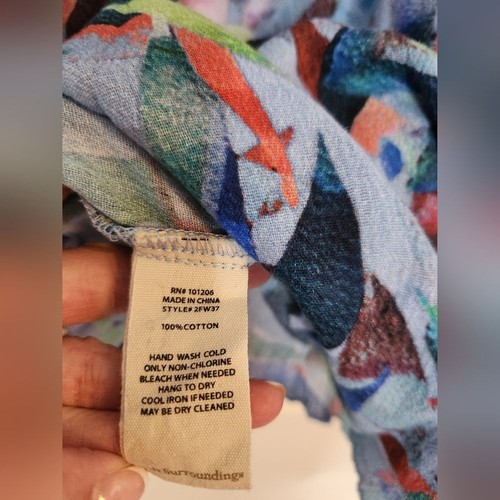 RN# 101206
MADE IN CHINA
STYLE# 2FW37
100% COTTON
HAND WASH COLD
ONLY NON-CHLORINE
BLEACH WHEN NEEDED
HANG TO DRY
COOL IRON IF NEEDED
MAY BE DRY CLEANED
surroundings